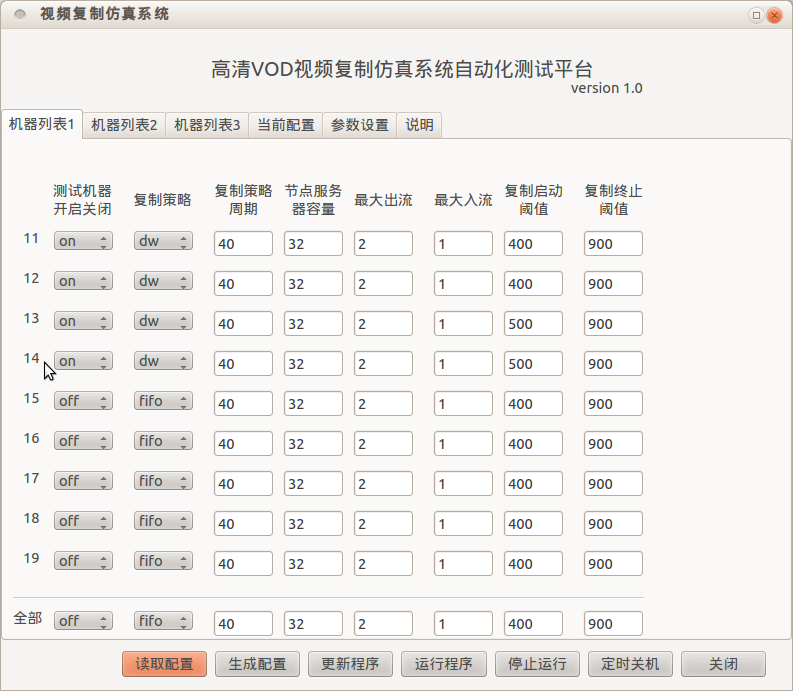 视频复制仿真系统
高清VOD视频复制仿真系统自动化测试平台
version 1.0
机器列表1 机器列表2 机器列表3 当前配置 参数设置 说明
测试机器 复制策略 复制策略 节点服务 最大出流 最大入流 复制启动 复制终止
开启关闭 周期 器容量 阈值 阈值
11 on dw 40 32 2 1 400 900
12 on dw 40 32 2 1 400 900
13 on dw 40 32 2 1 500 900
14 on dw 40 32 2 1 500 900
15 off fifo 40 32 2 1 400 900
16 off fifo 40 32 2 1 400 900
17 off fifo 40 32 2 1 400 900
18 off fifo 40 32 2 1 400 900
19 off fifo 40 32 2 1 400 900
全部 off fifo 40 32 2 1 400 900
读取配置 生成配置 更新程序 运行程序 停止运行 定时关机 关闭